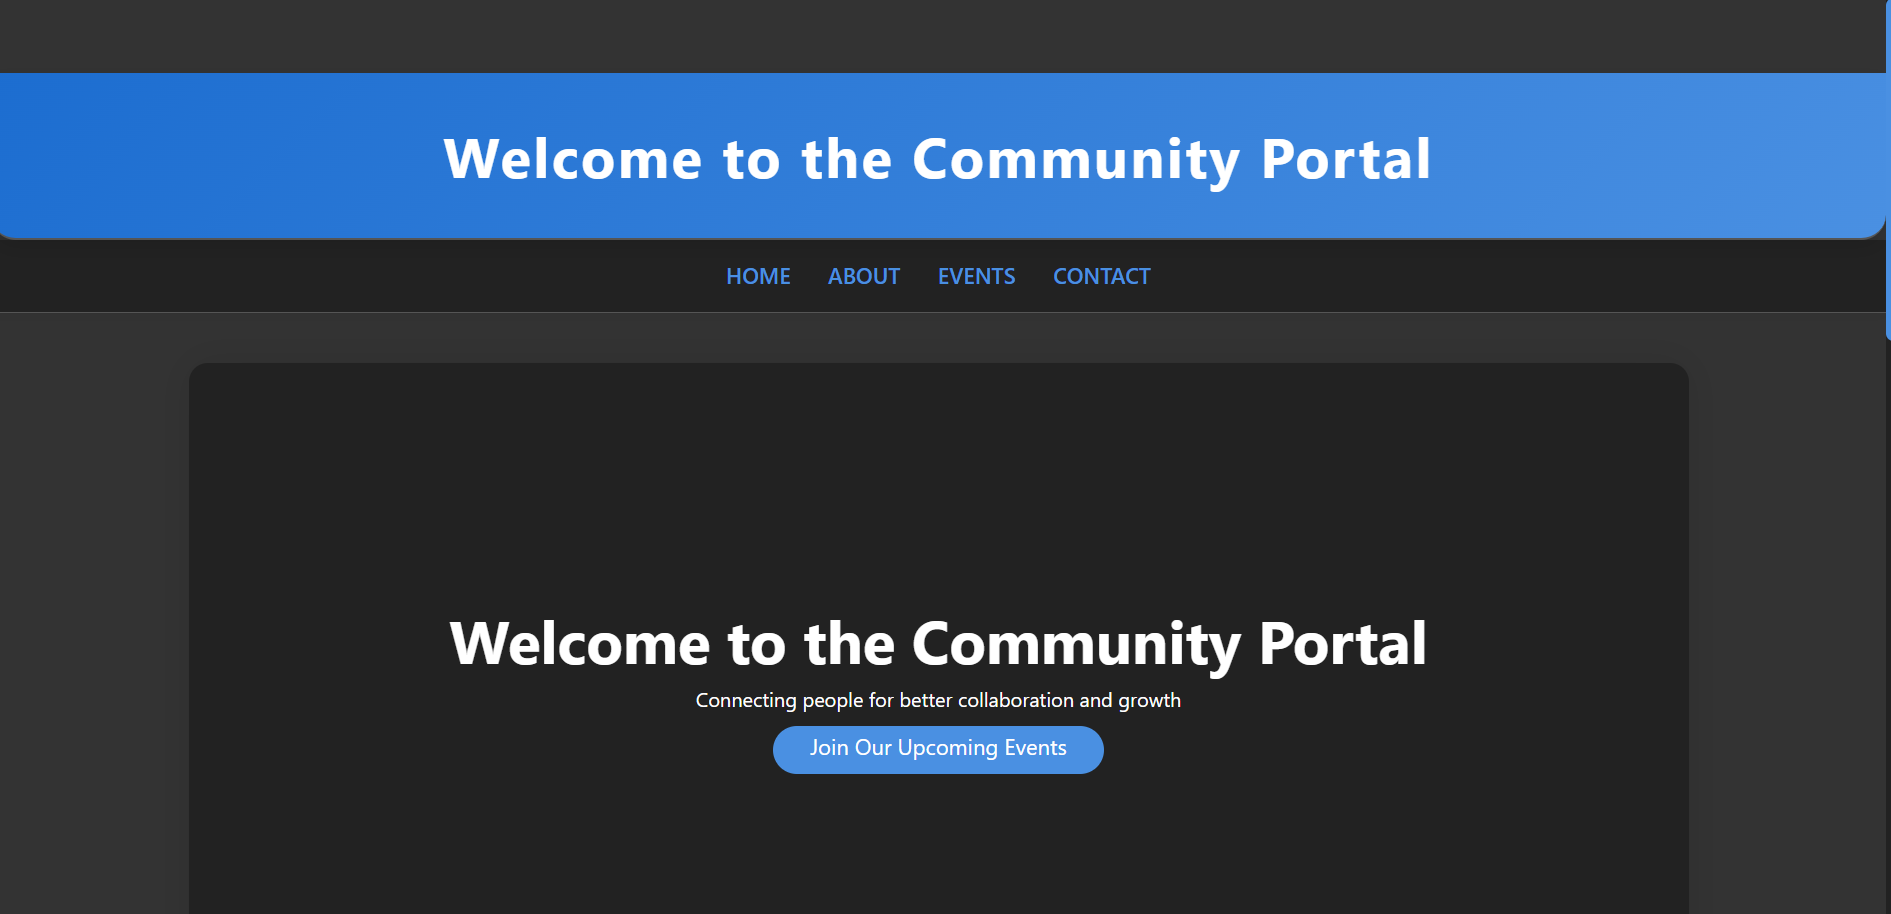 Welcome to the Community Portal
HOME ABOUT EVENTS CONTACT
Welcome to the Community Portal
Connecting people for better collaboration and growth
Join Our Upcoming Events